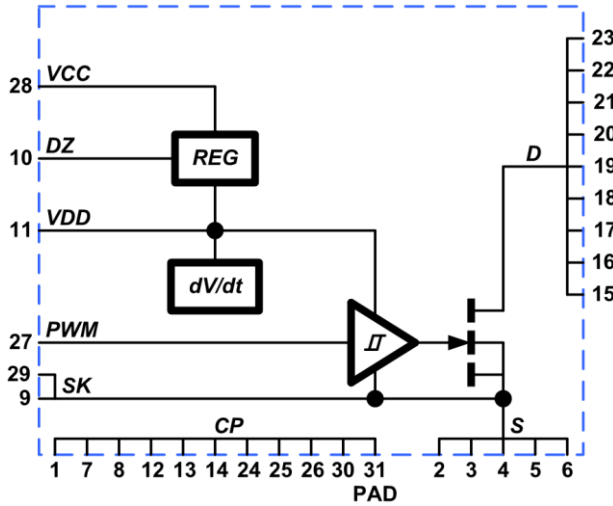 23
28 VCC 22
21
20
10 DZ REG D 19
18
11 VDD 17
16
dV/dt 15
27 PWM
29
9 SK
CP S
1 7 8 12 13 14 24 25 26 30 31 2 3 4 5 6
PAD